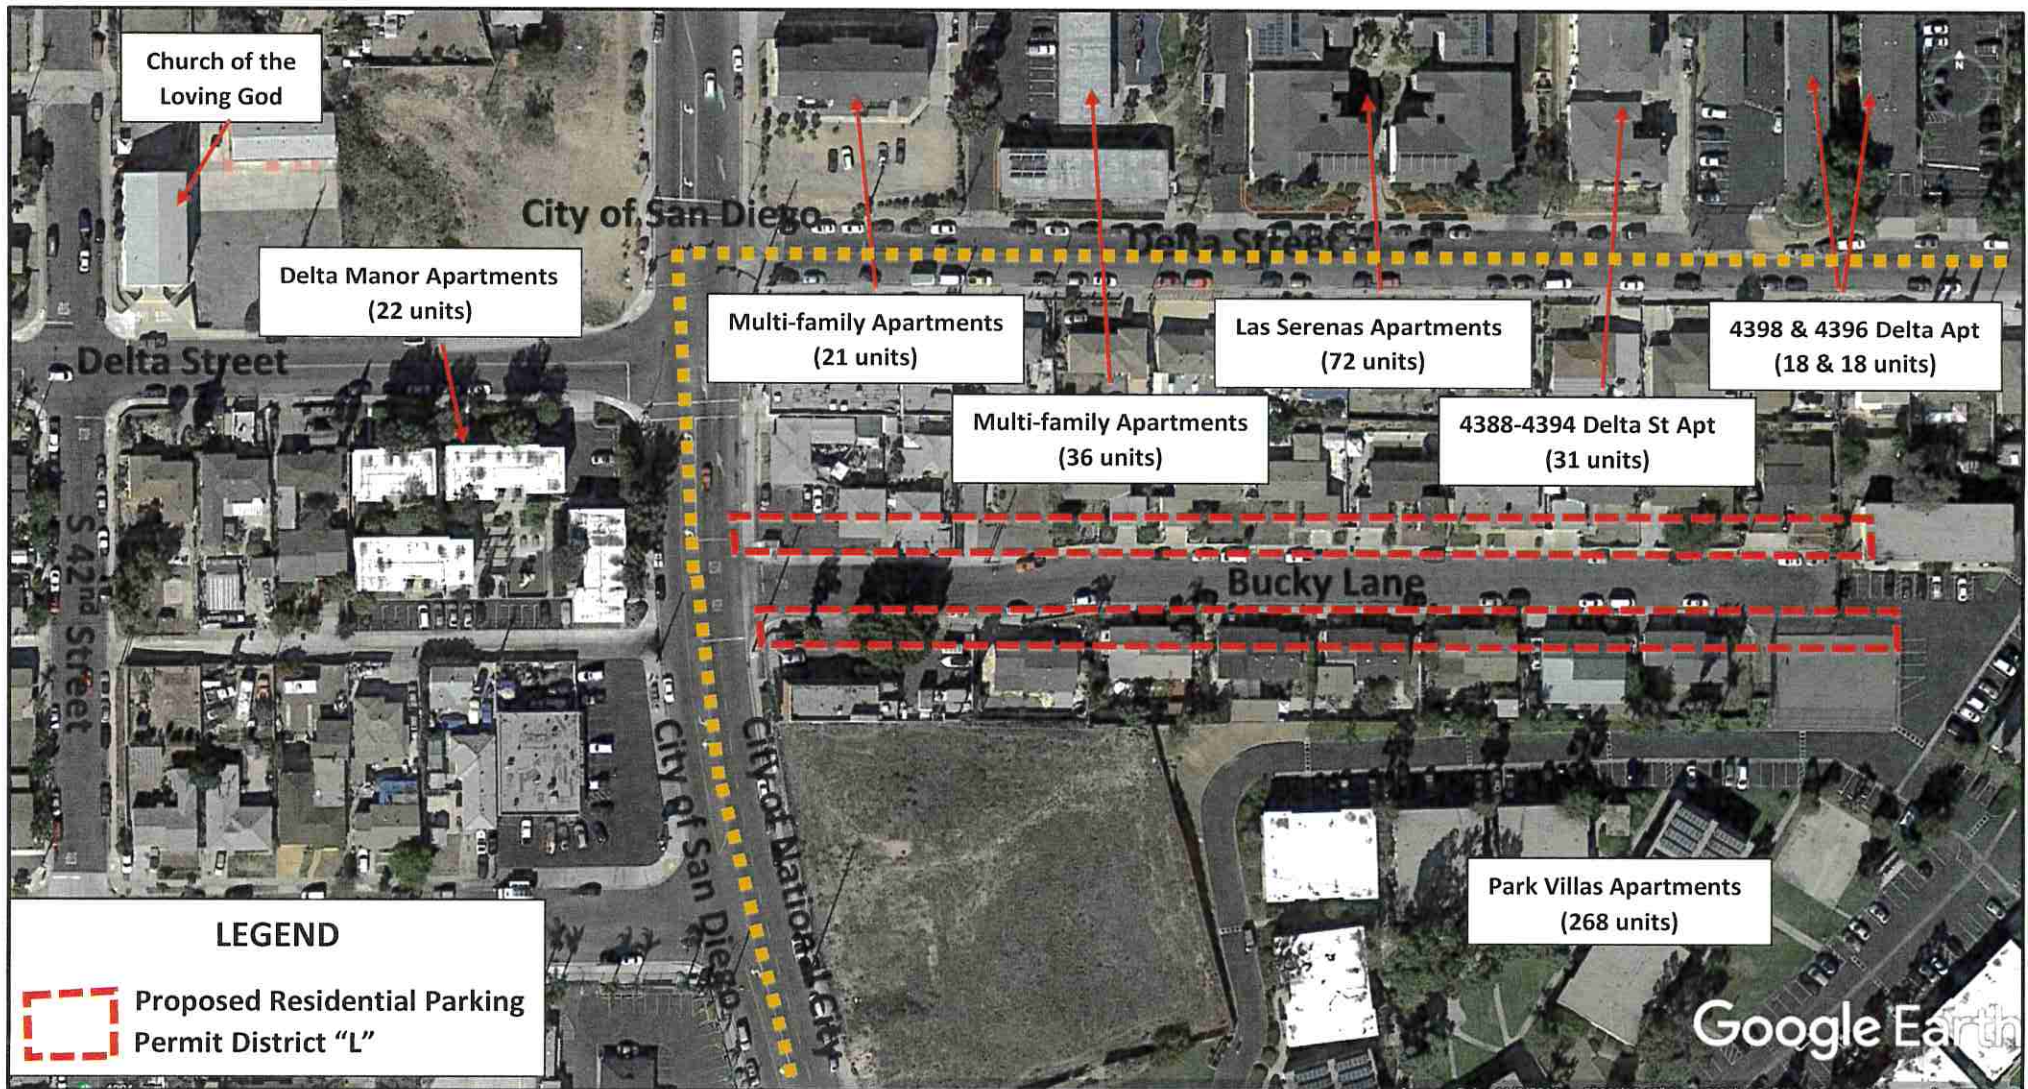 Church of the
Loving God
City of San Diego
Delta Street
Delta Manor Apartments
(22 units)
Multi-family Apartments
(21 units)
Las Serenas Apartments
(72 units)
4398 & 4396 Delta Apt
(18 & 18 units)
Delta Street
Multi-family Apartments
(36 units)
4388-4394 Delta St Apt
(31 units)
S 42nd Street
Bucky Lane
City of San Diego
City of National City
Park Villas Apartments
(268 units)
LEGEND
Proposed Residential Parking
Permit District “L”
Google Earth
N